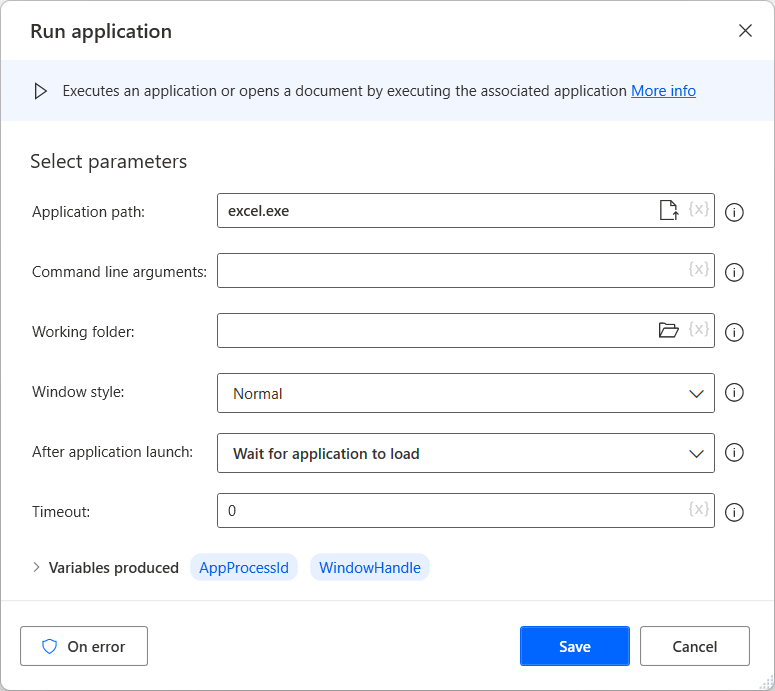 Run application
Executes an application or opens a document by executing the associated application More info
Select parameters
Application path: excel.exe {x}
Command line arguments: {x}
Working folder: {x}
Window style: Normal
After application launch: Wait for application to load
Timeout: 0 {x}
Variables produced AppProcessId WindowHandle
On error Save Cancel